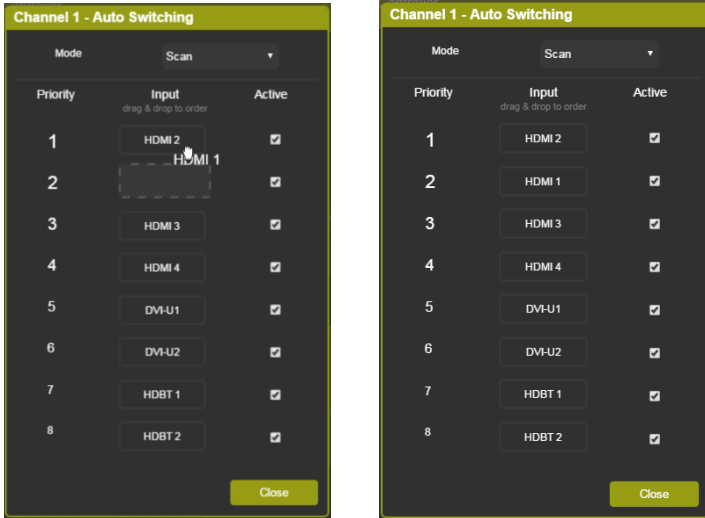 Channel 1 - Auto Switching
Mode Scan
Priority Input Active
drag & drop to order
1 HDMI 2
HDMI 1
2
3 HDMI 3
4 HDMI 4
5 DVI-U1
6 DVI-U2
7 HDBT 1
8 HDBT 2
Close
Channel 1 - Auto Switching
Mode Scan
Priority Input Active
drag & drop to order
1 HDMI 2
2 HDMI 1
3 HDMI 3
4 HDMI 4
5 DVI-U1
6 DVI-U2
7 HDBT 1
8 HDBT 2
Close